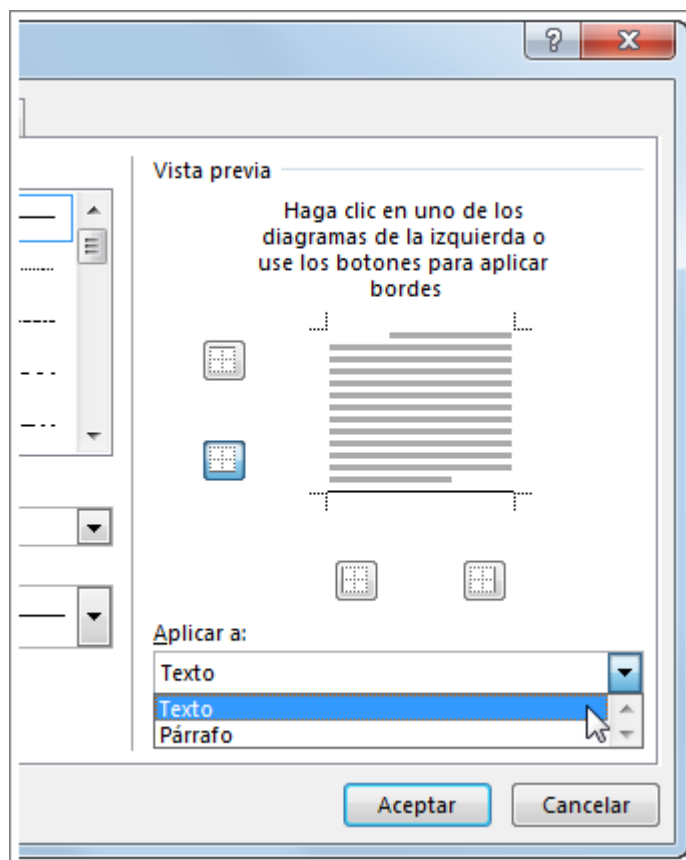 Vista previa
Haga clic en uno de los
diagramas de la izquierda o
use los botones para aplicar
bordes
Aplicar a:
Texto
Texto
Párrafo
Aceptar
Cancelar